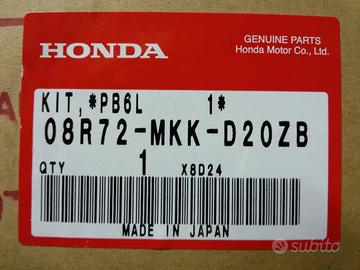 HONDA
GENUINE PARTS
Honda Motor Co., Ltd.
KIT,*PB6L 1*
08R72-MKK-D20ZB
QTY 1 X8D24
MADE IN JAPAN
subito